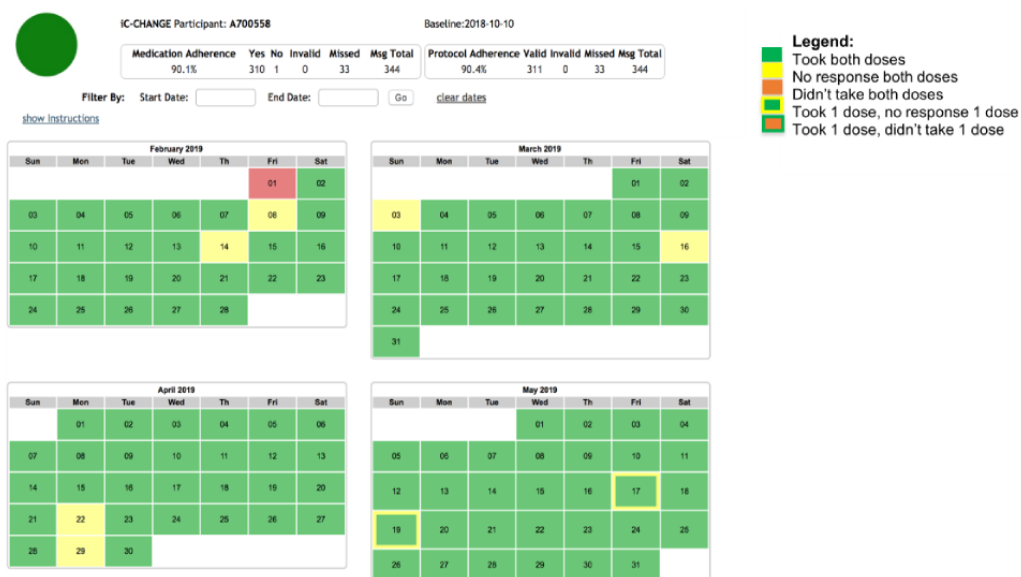 iC-CHANGE Participant: A700558 Baseline:2018-10-10
Medication Adherence Yes No Invalid Missed Msg Total
90.1% 310 1 0 33 344
Protocol Adherence Valid Invalid Missed Msg Total
90.4% 311 0 33 344
Filter By: Start Date: End Date: Go clear dates
show Instructions
Legend:
Took both doses
No response both doses
Didn't take both doses
Took 1 dose, no response 1 dose
Took 1 dose, didn't take 1 dose
February 2019
Sun Mon Tue Wed Th Fri Sat
01 02
03 04 05 06 07 08 09
10 11 12 13 14 15 16
17 18 19 20 21 22 23
24 25 26 27 28
March 2019
Sun Mon Tue Wed Th Fri Sat
01 02
03 04 05 06 07 08 09
10 11 12 13 14 15 16
17 18 19 20 21 22 23
24 25 26 27 28 29 30
31
April 2019
Sun Mon Tue Wed Th Fri Sat
01 02 03 04 05 06
07 08 09 10 11 12 13
14 15 16 17 18 19 20
21 22 23 24 25 26 27
28 29 30
May 2019
Sun Mon Tue Wed Th Fri Sat
01 02 03 04
05 06 07 08 09 10 11
12 13 14 15 16 17 18
19 20 21 22 23 24 25
26 27 28 29 30 31